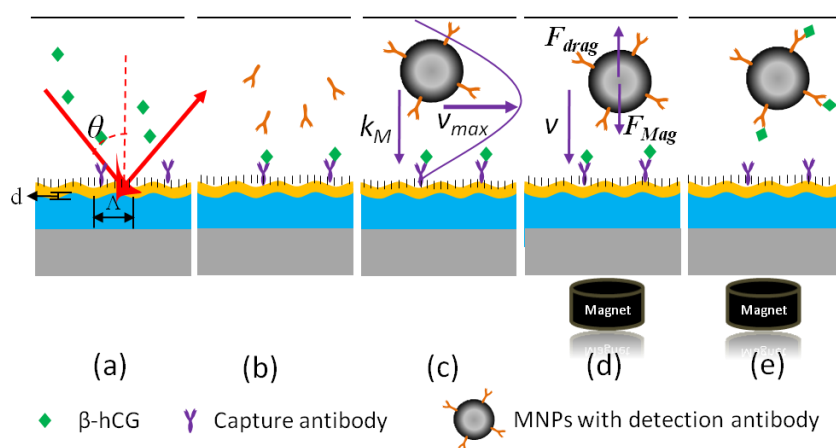 θ
d
Λ
k_M
v_max
F_drag
v
F_Mag
Magnet
Magnet
(a)
(b)
(c)
(d)
(e)
β-hCG
Capture antibody
MNPs with detection antibody